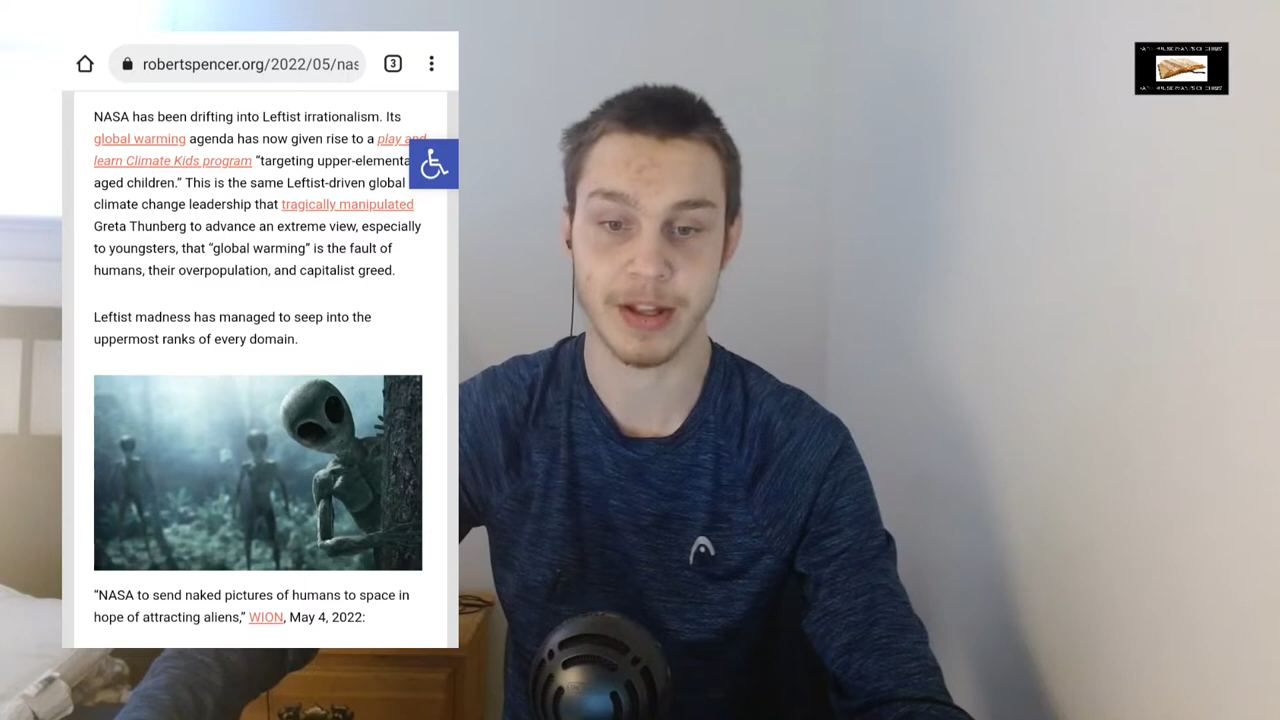 3
robertspencer.org/2022/05/nas
NASA has been drifting into Leftist irrationalism. Its
global warming agenda has now given rise to a play and
learn Climate Kids program “targeting upper-elementa
aged children.” This is the same Leftist-driven global
climate change leadership that tragically manipulated
Greta Thunberg to advance an extreme view, especially
to youngsters, that “global warming” is the fault of
humans, their overpopulation, and capitalist greed.
Leftist madness has managed to seep into the
uppermost ranks of every domain.
“NASA to send naked pictures of humans to space in
hope of attracting aliens,” WION, May 4, 2022: